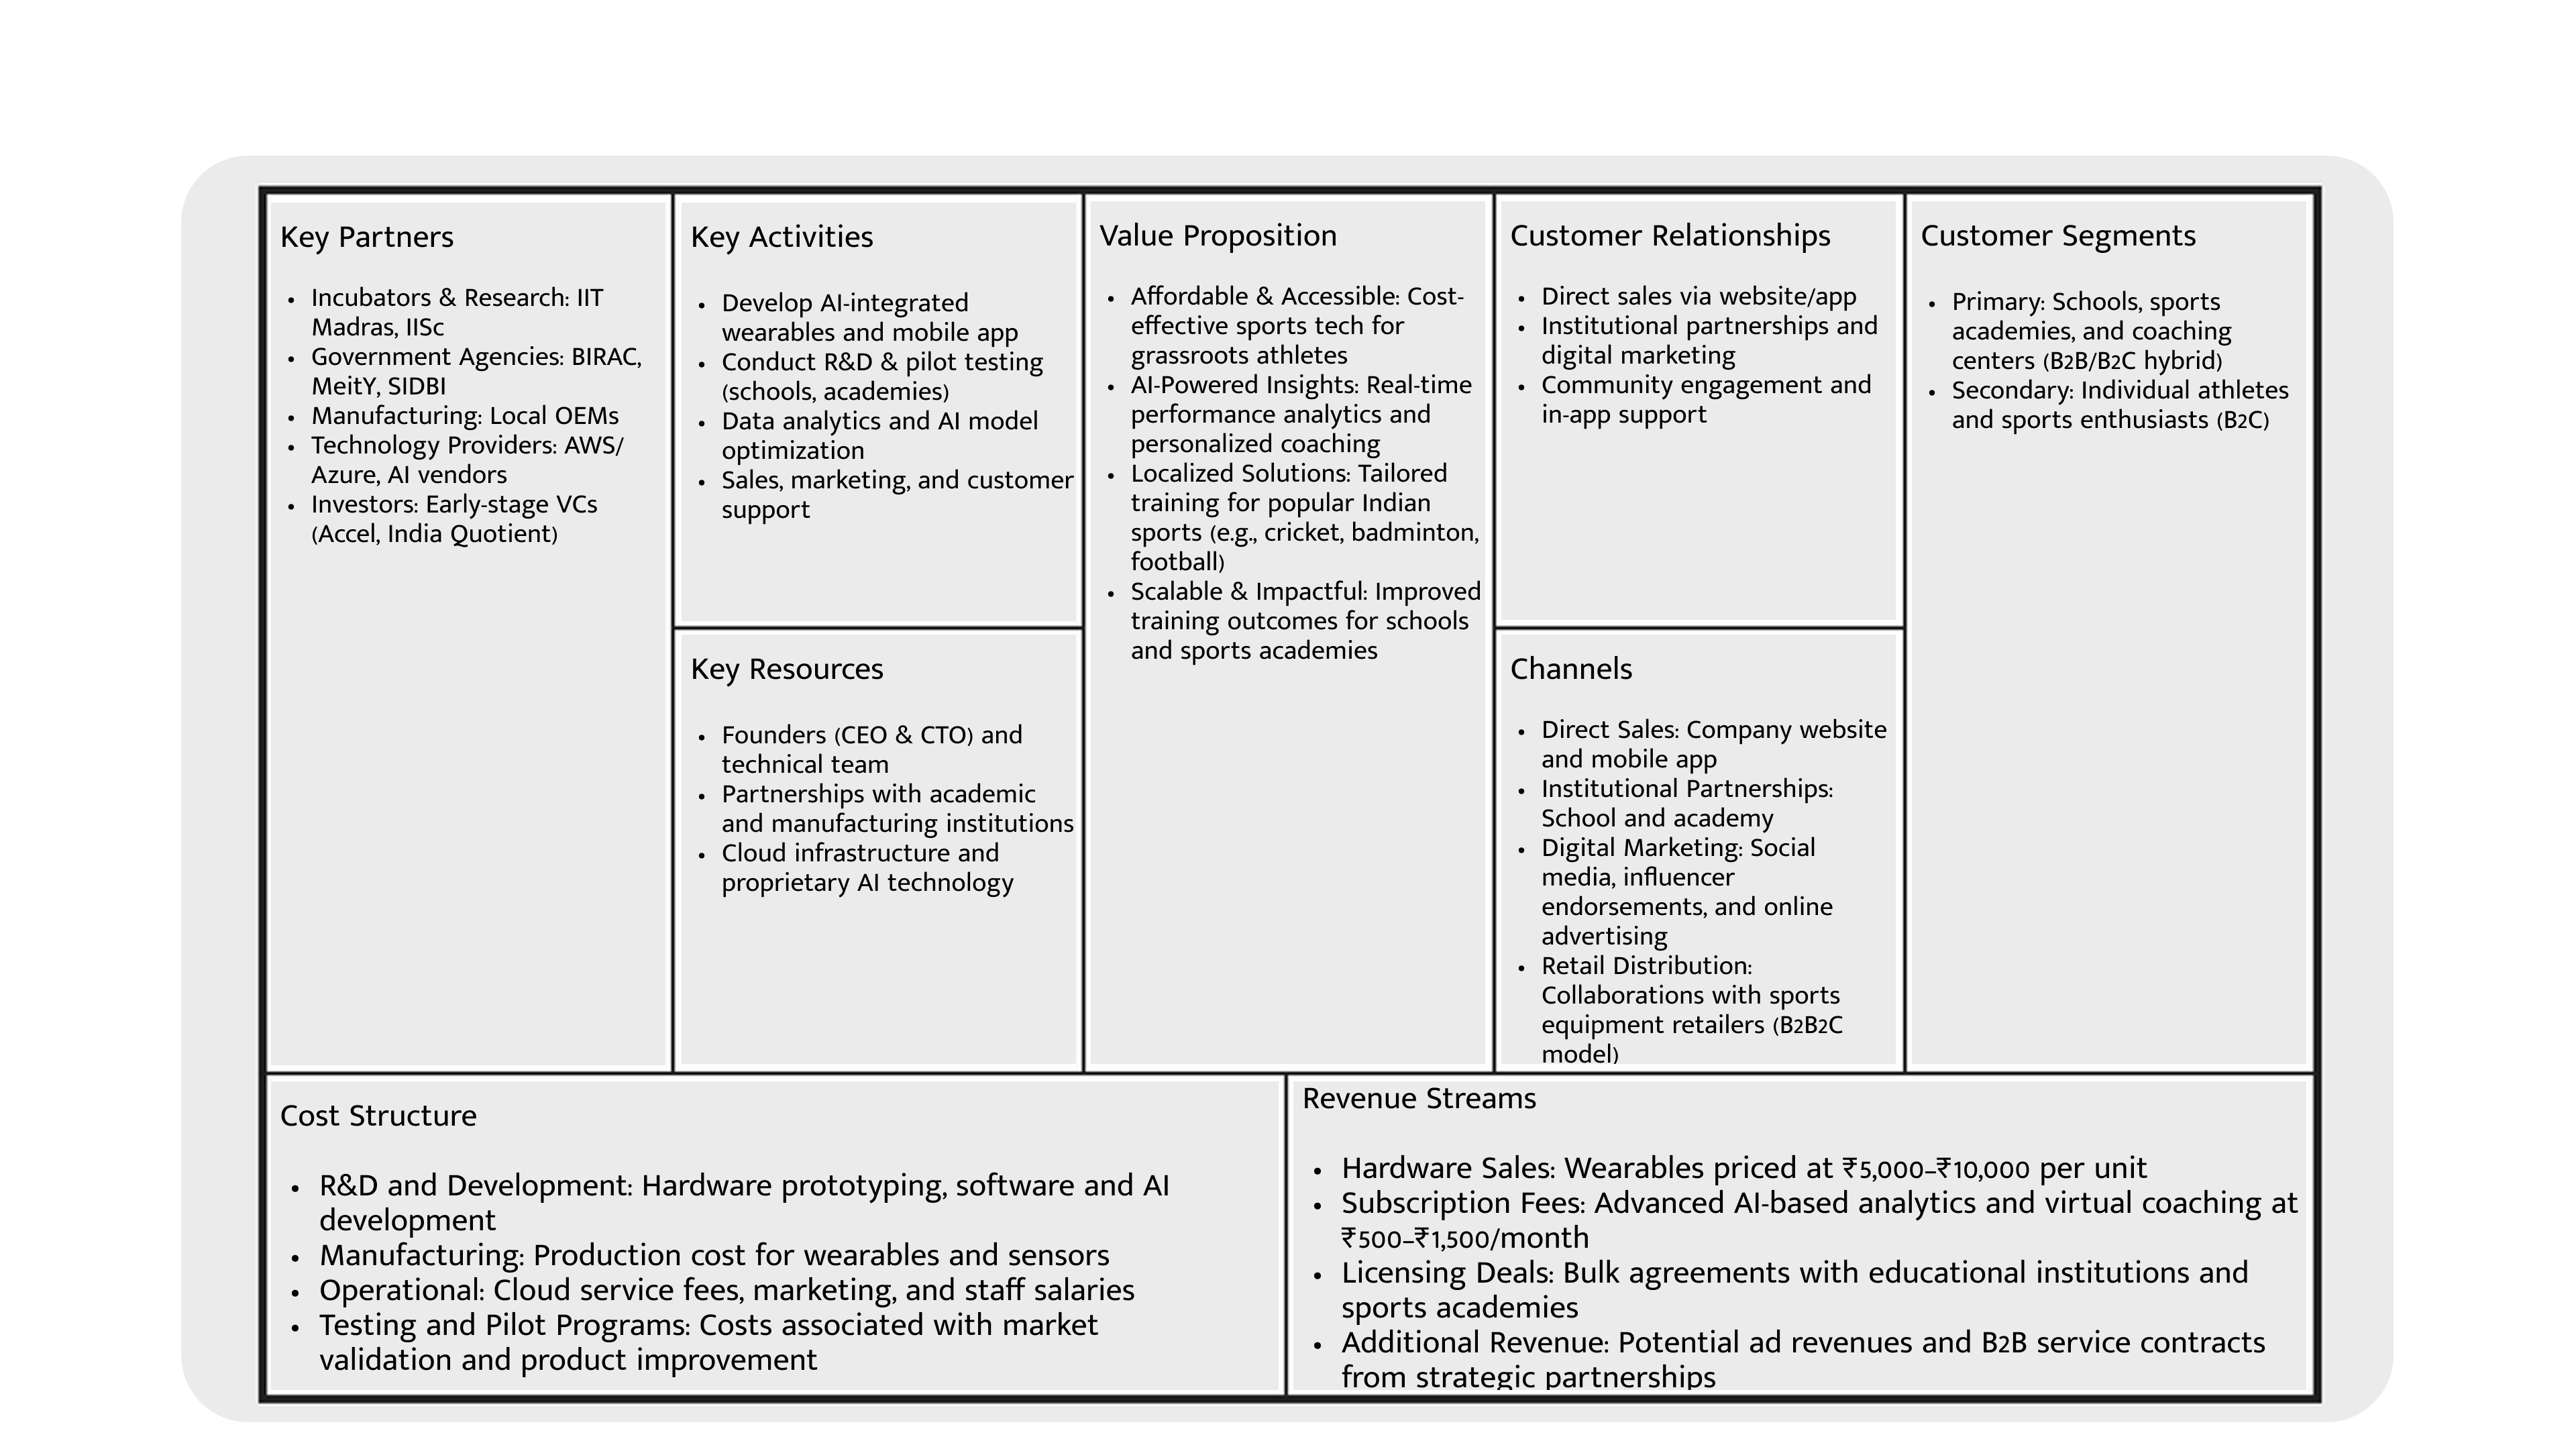 Key Partners
• Incubators & Research: IIT
Madras, IISc
• Government Agencies: BIRAC,
MeitY, SIDBI
• Manufacturing: Local OEMs
• Technology Providers: AWS/
Azure, AI vendors
• Investors: Early-stage VCs
(Accel, India Quotient)
Key Activities
• Develop AI-integrated
wearables and mobile app
• Conduct R&D & pilot testing
(schools, academies)
• Data analytics and AI model
optimization
• Sales, marketing, and customer
support
Key Resources
• Founders (CEO & CTO) and
technical team
• Partnerships with academic
and manufacturing institutions
• Cloud infrastructure and
proprietary AI technology
Value Proposition
• Affordable & Accessible: Cost-
effective sports tech for
grassroots athletes
• AI-Powered Insights: Real-time
performance analytics and
personalized coaching
• Localized Solutions: Tailored
training for popular Indian
sports (e.g., cricket, badminton,
football)
• Scalable & Impactful: Improved
training outcomes for schools
and sports academies
Customer Relationships
• Direct sales via website/app
• Institutional partnerships and
digital marketing
• Community engagement and
in-app support
Channels
• Direct Sales: Company website
and mobile app
• Institutional Partnerships:
School and academy
• Digital Marketing: Social
media, influencer
endorsements, and online
advertising
• Retail Distribution:
Collaborations with sports
equipment retailers (B2B2C
model)
Customer Segments
• Primary: Schools, sports
academies, and coaching
centers (B2B/B2C hybrid)
• Secondary: Individual athletes
and sports enthusiasts (B2C)
Cost Structure
• R&D and Development: Hardware prototyping, software and AI
development
• Manufacturing: Production cost for wearables and sensors
• Operational: Cloud service fees, marketing, and staff salaries
• Testing and Pilot Programs: Costs associated with market
validation and product improvement
Revenue Streams
• Hardware Sales: Wearables priced at ₹5,000–₹10,000 per unit
• Subscription Fees: Advanced AI-based analytics and virtual coaching at
₹500–₹1,500/month
• Licensing Deals: Bulk agreements with educational institutions and
sports academies
• Additional Revenue: Potential ad revenues and B2B service contracts
from strategic partnerships